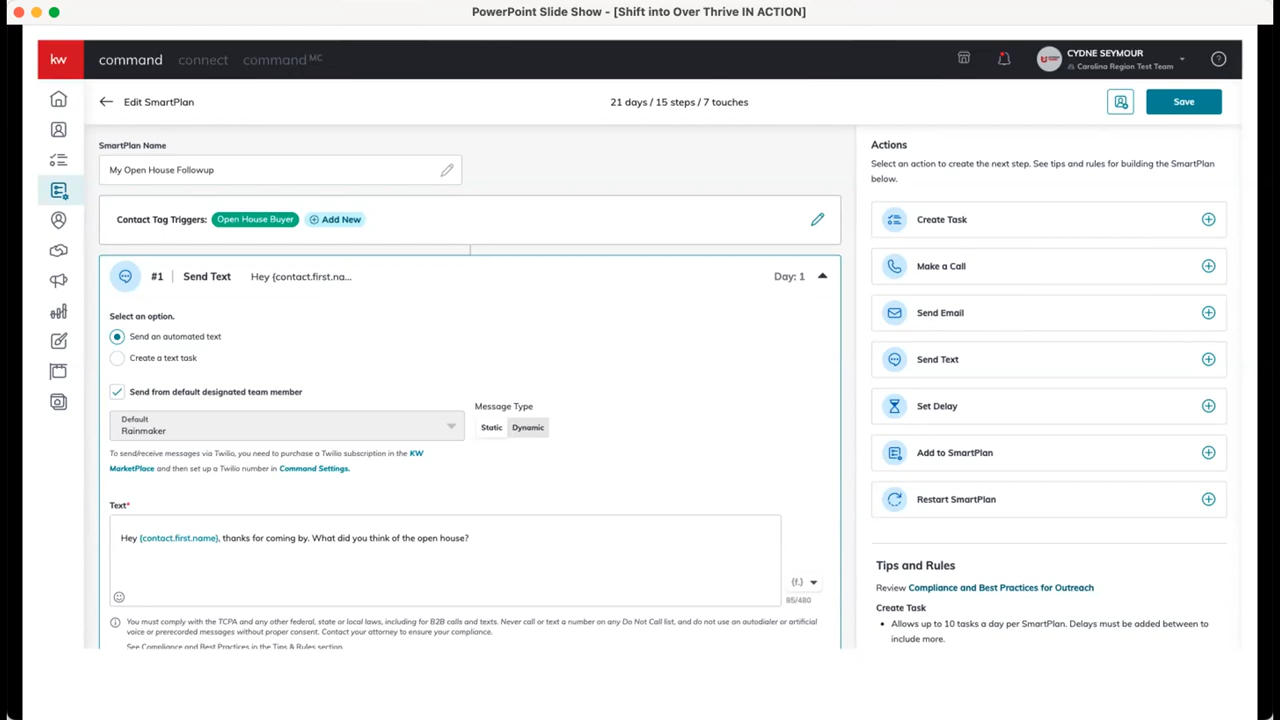 PowerPoint Slide Show - [Shift into Over Thrive IN ACTION]
kw command connect command MC
CYDNE SEYMOUR
Carolina Region Test Team
Edit SmartPlan
21 days / 15 steps / 7 touches
Save
SmartPlan Name
My Open House Followup
Contact Tag Triggers: Open House Buyer Add New
#1 Send Text Hey {contact.first.na... Day: 1
Select an option.
Send an automated text
Create a text task
Send from default designated team member
Default
Rainmaker
Message Type
Static Dynamic
To send/receive messages via Twilio, you need to purchase a Twilio subscription in the KW
MarketPlace and then set up a Twilio number in Command Settings.
Text*
Hey {contact.first.name}, thanks for coming by. What did you think of the open house?
{f.}
85/480
You must comply with the TCPA and any other federal, state or local laws, including for B2B calls and texts. Never call or text a number on any Do Not Call list, and do not use an autodialer or artificial
voice or prerecorded messages without proper consent. Contact your attorney to ensure your compliance.
See Compliance and Best Practices in the Tips & Rules section.
Actions
Select an action to create the next step. See tips and rules for building the SmartPlan
below.
Create Task
Make a Call
Send Email
Send Text
Set Delay
Add to SmartPlan
Restart SmartPlan
Tips and Rules
Review Compliance and Best Practices for Outreach
Create Task
• Allows up to 10 tasks a day per SmartPlan. Delays must be added between to
include more.